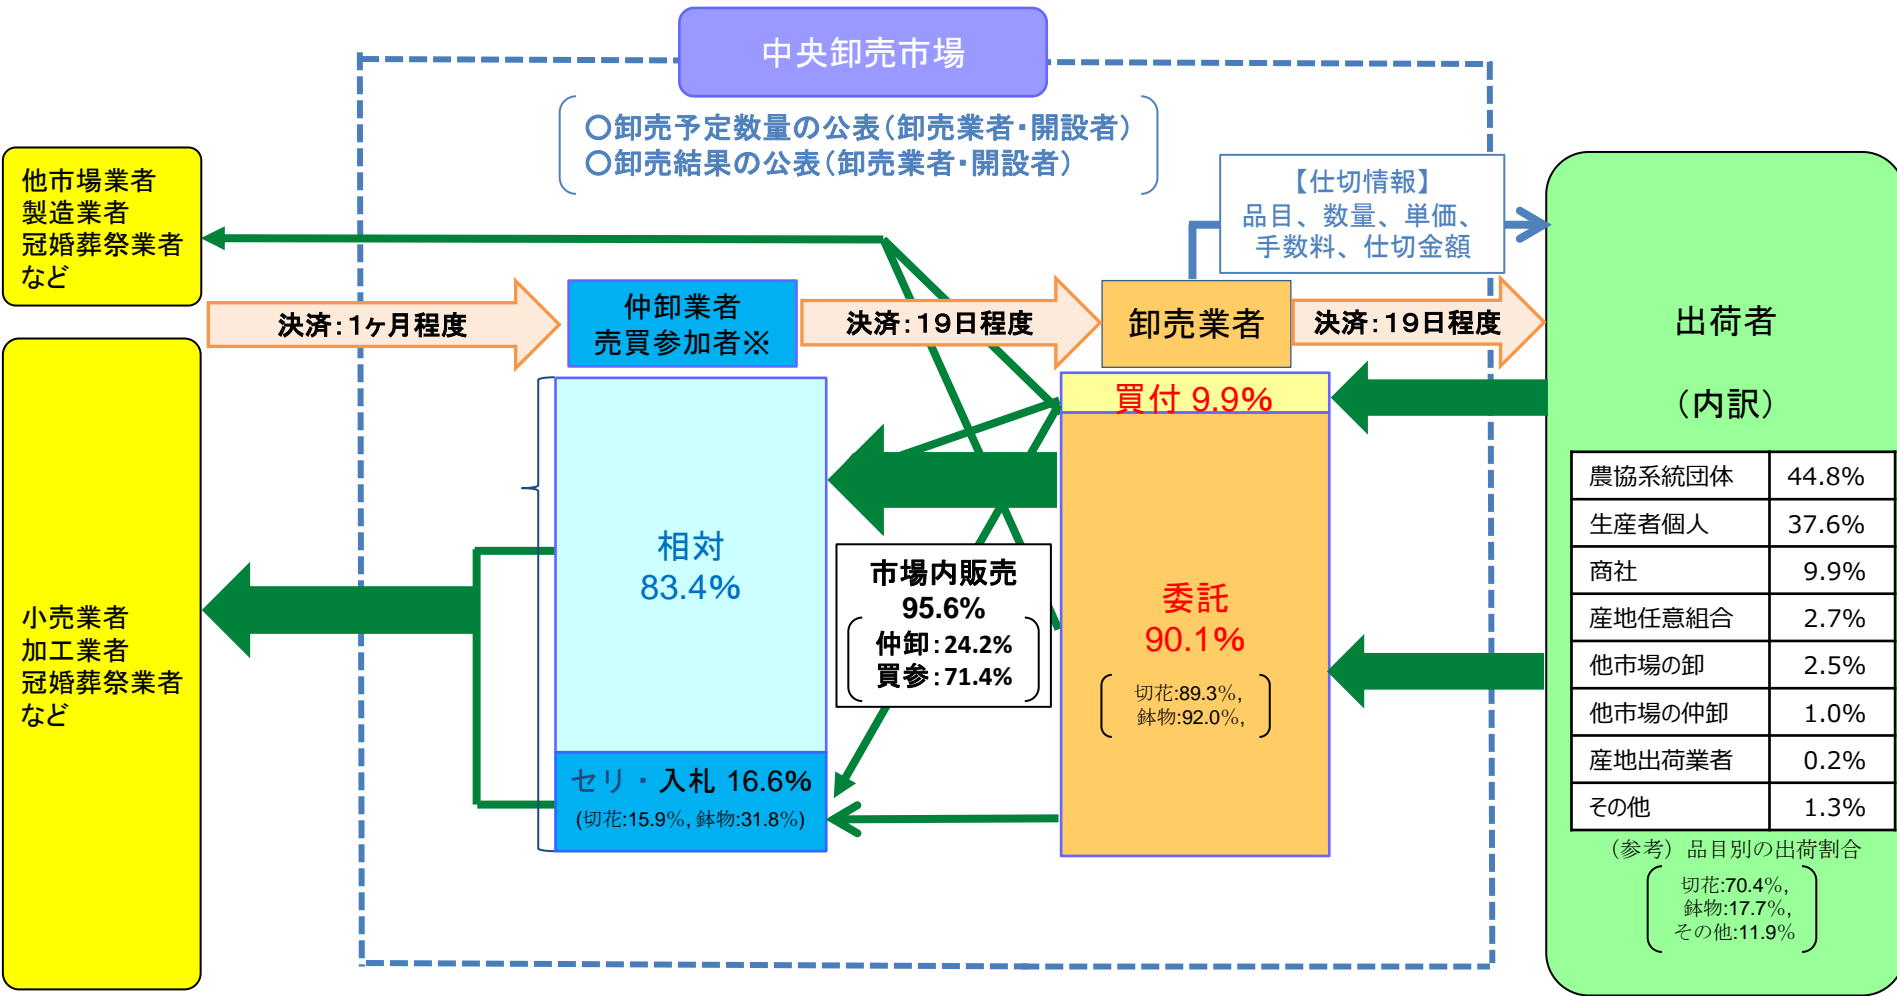 中央卸売市場
○卸売予定数量の公表(卸売業者・開設者)
○卸売結果の公表(卸売業者・開設者)
他市場業者
製造業者
冠婚葬祭業者
など
【仕切情報】
品目、数量、単価、
手数料、仕切金額
決済:1ヶ月程度
仲卸業者
売買参加者※
決済:19日程度
卸売業者
決済:19日程度
出荷者
(内訳)
買付 9.9%
相対
83.4%
市場内販売
95.6%
仲卸:24.2%
買参:71.4%
委託
90.1%
切花:89.3%,
鉢物:92.0%,
セリ・入札 16.6%
(切花:15.9%, 鉢物:31.8%)
小売業者
加工業者
冠婚葬祭業者
など
農協系統団体 44.8%
生産者個人 37.6%
商社 9.9%
産地任意組合 2.7%
他市場の卸 2.5%
他市場の仲卸 1.0%
産地出荷業者 0.2%
その他 1.3%
(参考)品目別の出荷割合
切花:70.4%,
鉢物:17.7%,
その他:11.9%